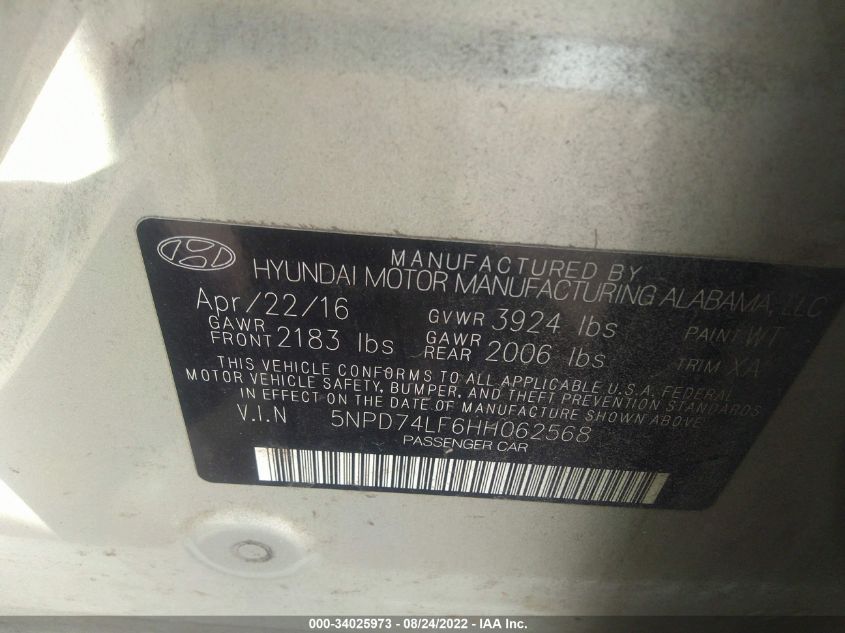 MANUFACTURED BY
HYUNDAI MOTOR MANUFACTURING ALABAMA, LLC
Apr/22/16 GVWR 3924 lbs PAINT WT
GAWR FRONT 2183 lbs GAWR REAR 2006 lbs TRIM XA
THIS VEHICLE CONFORMS TO ALL APPLICABLE U.S.A. FEDERAL
MOTOR VEHICLE SAFETY, BUMPER, AND THEFT PREVENTION STANDARDS
IN EFFECT ON THE DATE OF MANUFACTURE SHOWN ABOVE
V.I.N 5NPD74LF6HH062568
PASSENGER CAR
000-34025973 - 08/24/2022 - IAA Inc.